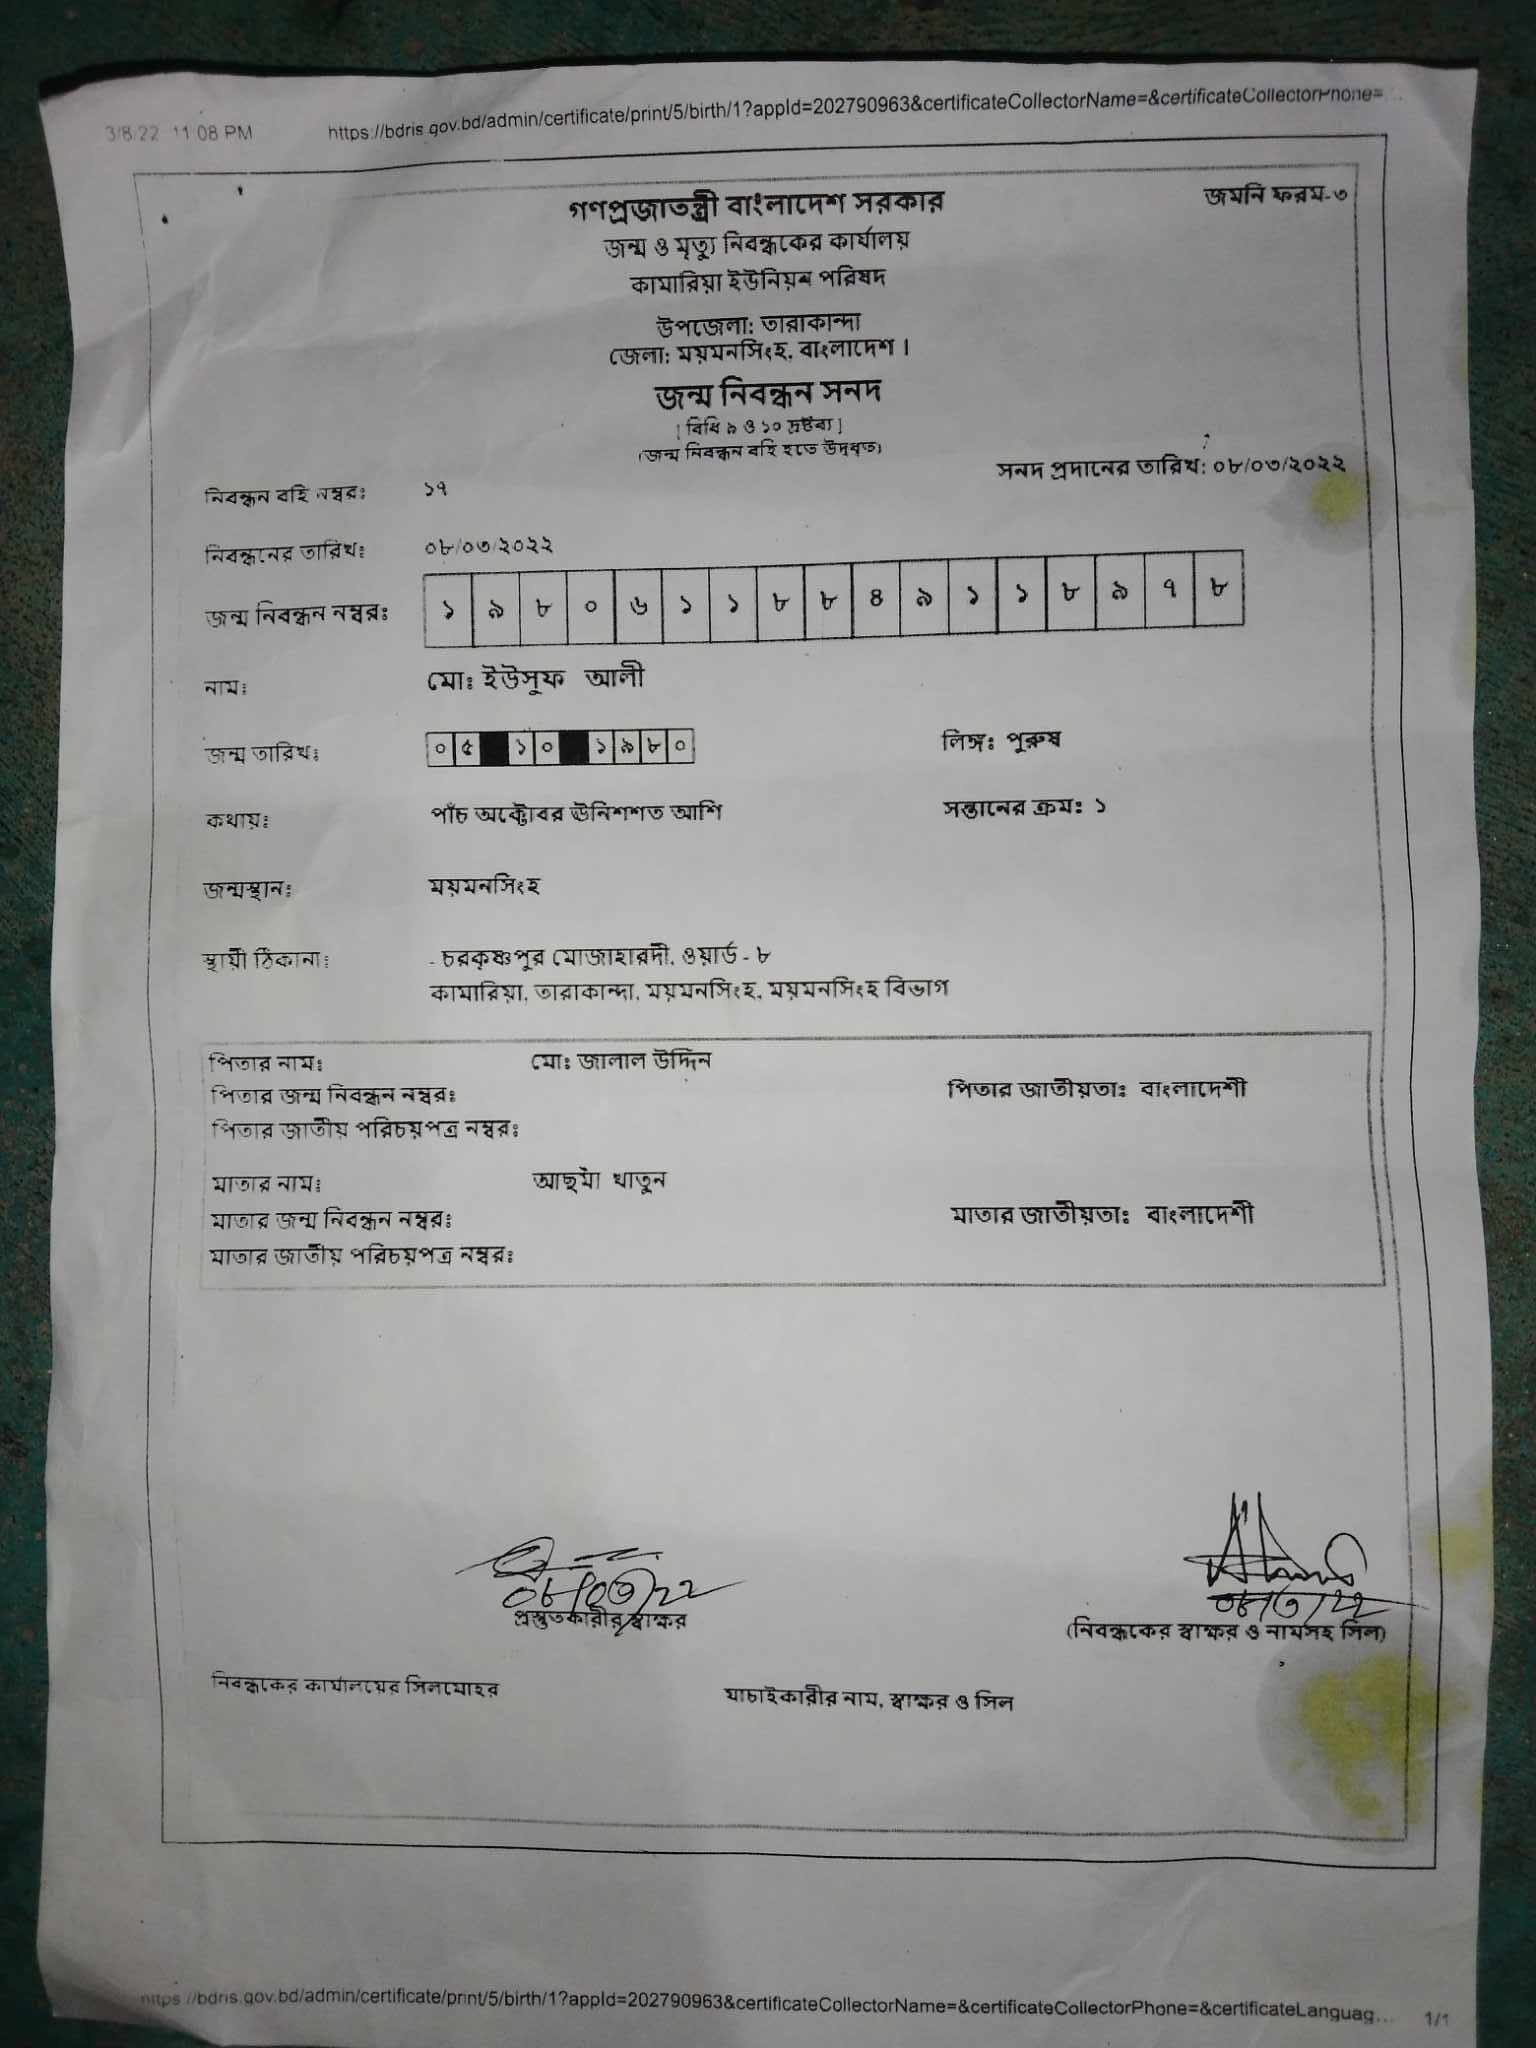 3/8/22 11:08 PM https://bdris.gov.bd/admin/certificate/print/5/birth/1?appId=202790963&certificateCollectorName=&certificateCollectorPhone=...
গণপ্রজাতন্ত্রী বাংলাদেশ সরকার
জমনি ফরম-৩
জন্ম ও মৃত্যু নিবন্ধকের কার্যালয়
কামারিয়া ইউনিয়ন পরিষদ
উপজেলা: তারাকান্দা
জেলা: ময়মনসিংহ, বাংলাদেশ।
জন্ম নিবন্ধন সনদ
[ বিধি ৯ ও ১০ দ্রষ্টব্য ]
(জন্ম নিবন্ধন বহি হতে উদ্ধৃত)
সনদ প্রদানের তারিখ: ০৮/০৩/২০২২
নিবন্ধন বহি নম্বরঃ ১৭
নিবন্ধনের তারিখঃ ০৮/০৩/২০২২
জন্ম নিবন্ধন নম্বরঃ ১ ৯ ৮ ০ ৬ ১ ১ ৮ ৮ ৪ ৯ ১ ১ ৮ ৯ ৭ ৮
নামঃ মোঃ ইউসুফ আলী
জন্ম তারিখঃ ০ ৫ ১ ০ ১ ৯ ৮ ০ লিঙ্গঃ পুরুষ
কথায়ঃ পাঁচ অক্টোবর ঊনিশশত আশি সন্তানের ক্রমঃ ১
জন্মস্থানঃ ময়মনসিংহ
স্থায়ী ঠিকানাঃ - চরকৃষ্ণপুর মোজাহারদী, ওয়ার্ড - ৮
কামারিয়া, তারাকান্দা, ময়মনসিংহ, ময়মনসিংহ বিভাগ
পিতার নামঃ মোঃ জালাল উদ্দিন
পিতার জন্ম নিবন্ধন নম্বরঃ পিতার জাতীয়তাঃ বাংলাদেশী
পিতার জাতীয় পরিচয়পত্র নম্বরঃ
মাতার নামঃ আছমা খাতুন
মাতার জন্ম নিবন্ধন নম্বরঃ মাতার জাতীয়তাঃ বাংলাদেশী
মাতার জাতীয় পরিচয়পত্র নম্বরঃ
০৮/০৩/২২
০৮/৩/২২
প্রস্তুতকারীর স্বাক্ষর
(নিবন্ধকের স্বাক্ষর ও নামসহ সিল)
নিবন্ধকের কার্যালয়ের সিলমোহর
যাচাইকারীর নাম, স্বাক্ষর ও সিল
https://bdris.gov.bd/admin/certificate/print/5/birth/1?appId=202790963&certificateCollectorName=&certificateCollectorPhone=&certificateLanguag... 1/1